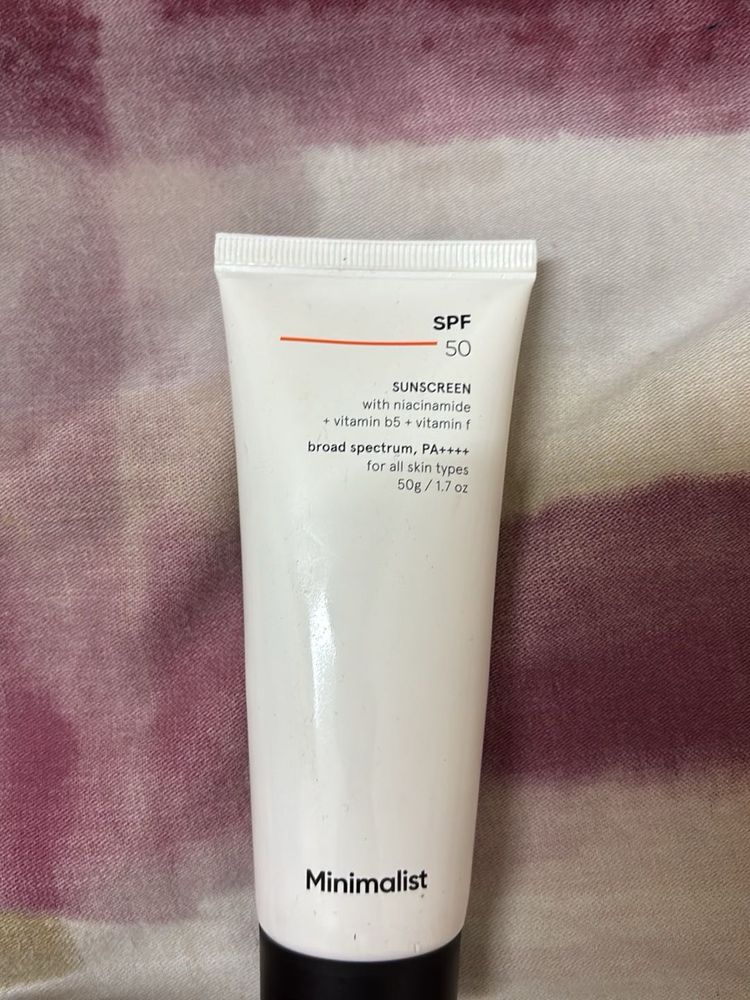 SPF
50
SUNSCREEN
with niacinamide
+ vitamin b5 + vitamin f
broad spectrum, PA++++
for all skin types
50g / 1.7 oz
Minimalist